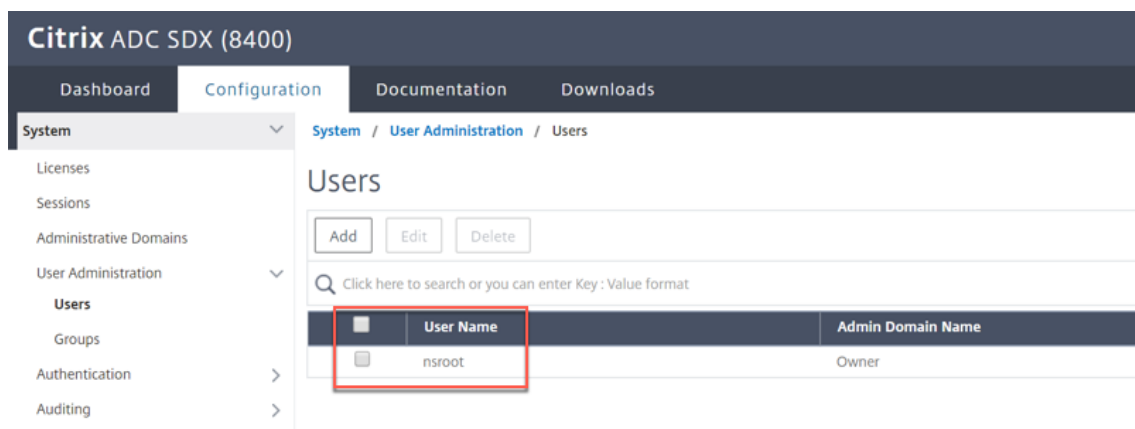 Citrix ADC SDX (8400)
Dashboard Configuration Documentation Downloads
System
System / User Administration / Users
Licenses
Users
Sessions
Administrative Domains
Add Edit Delete
User Administration
Click here to search or you can enter Key : Value format
Users
User Name Admin Domain Name
Groups
nsroot Owner
Authentication
Auditing